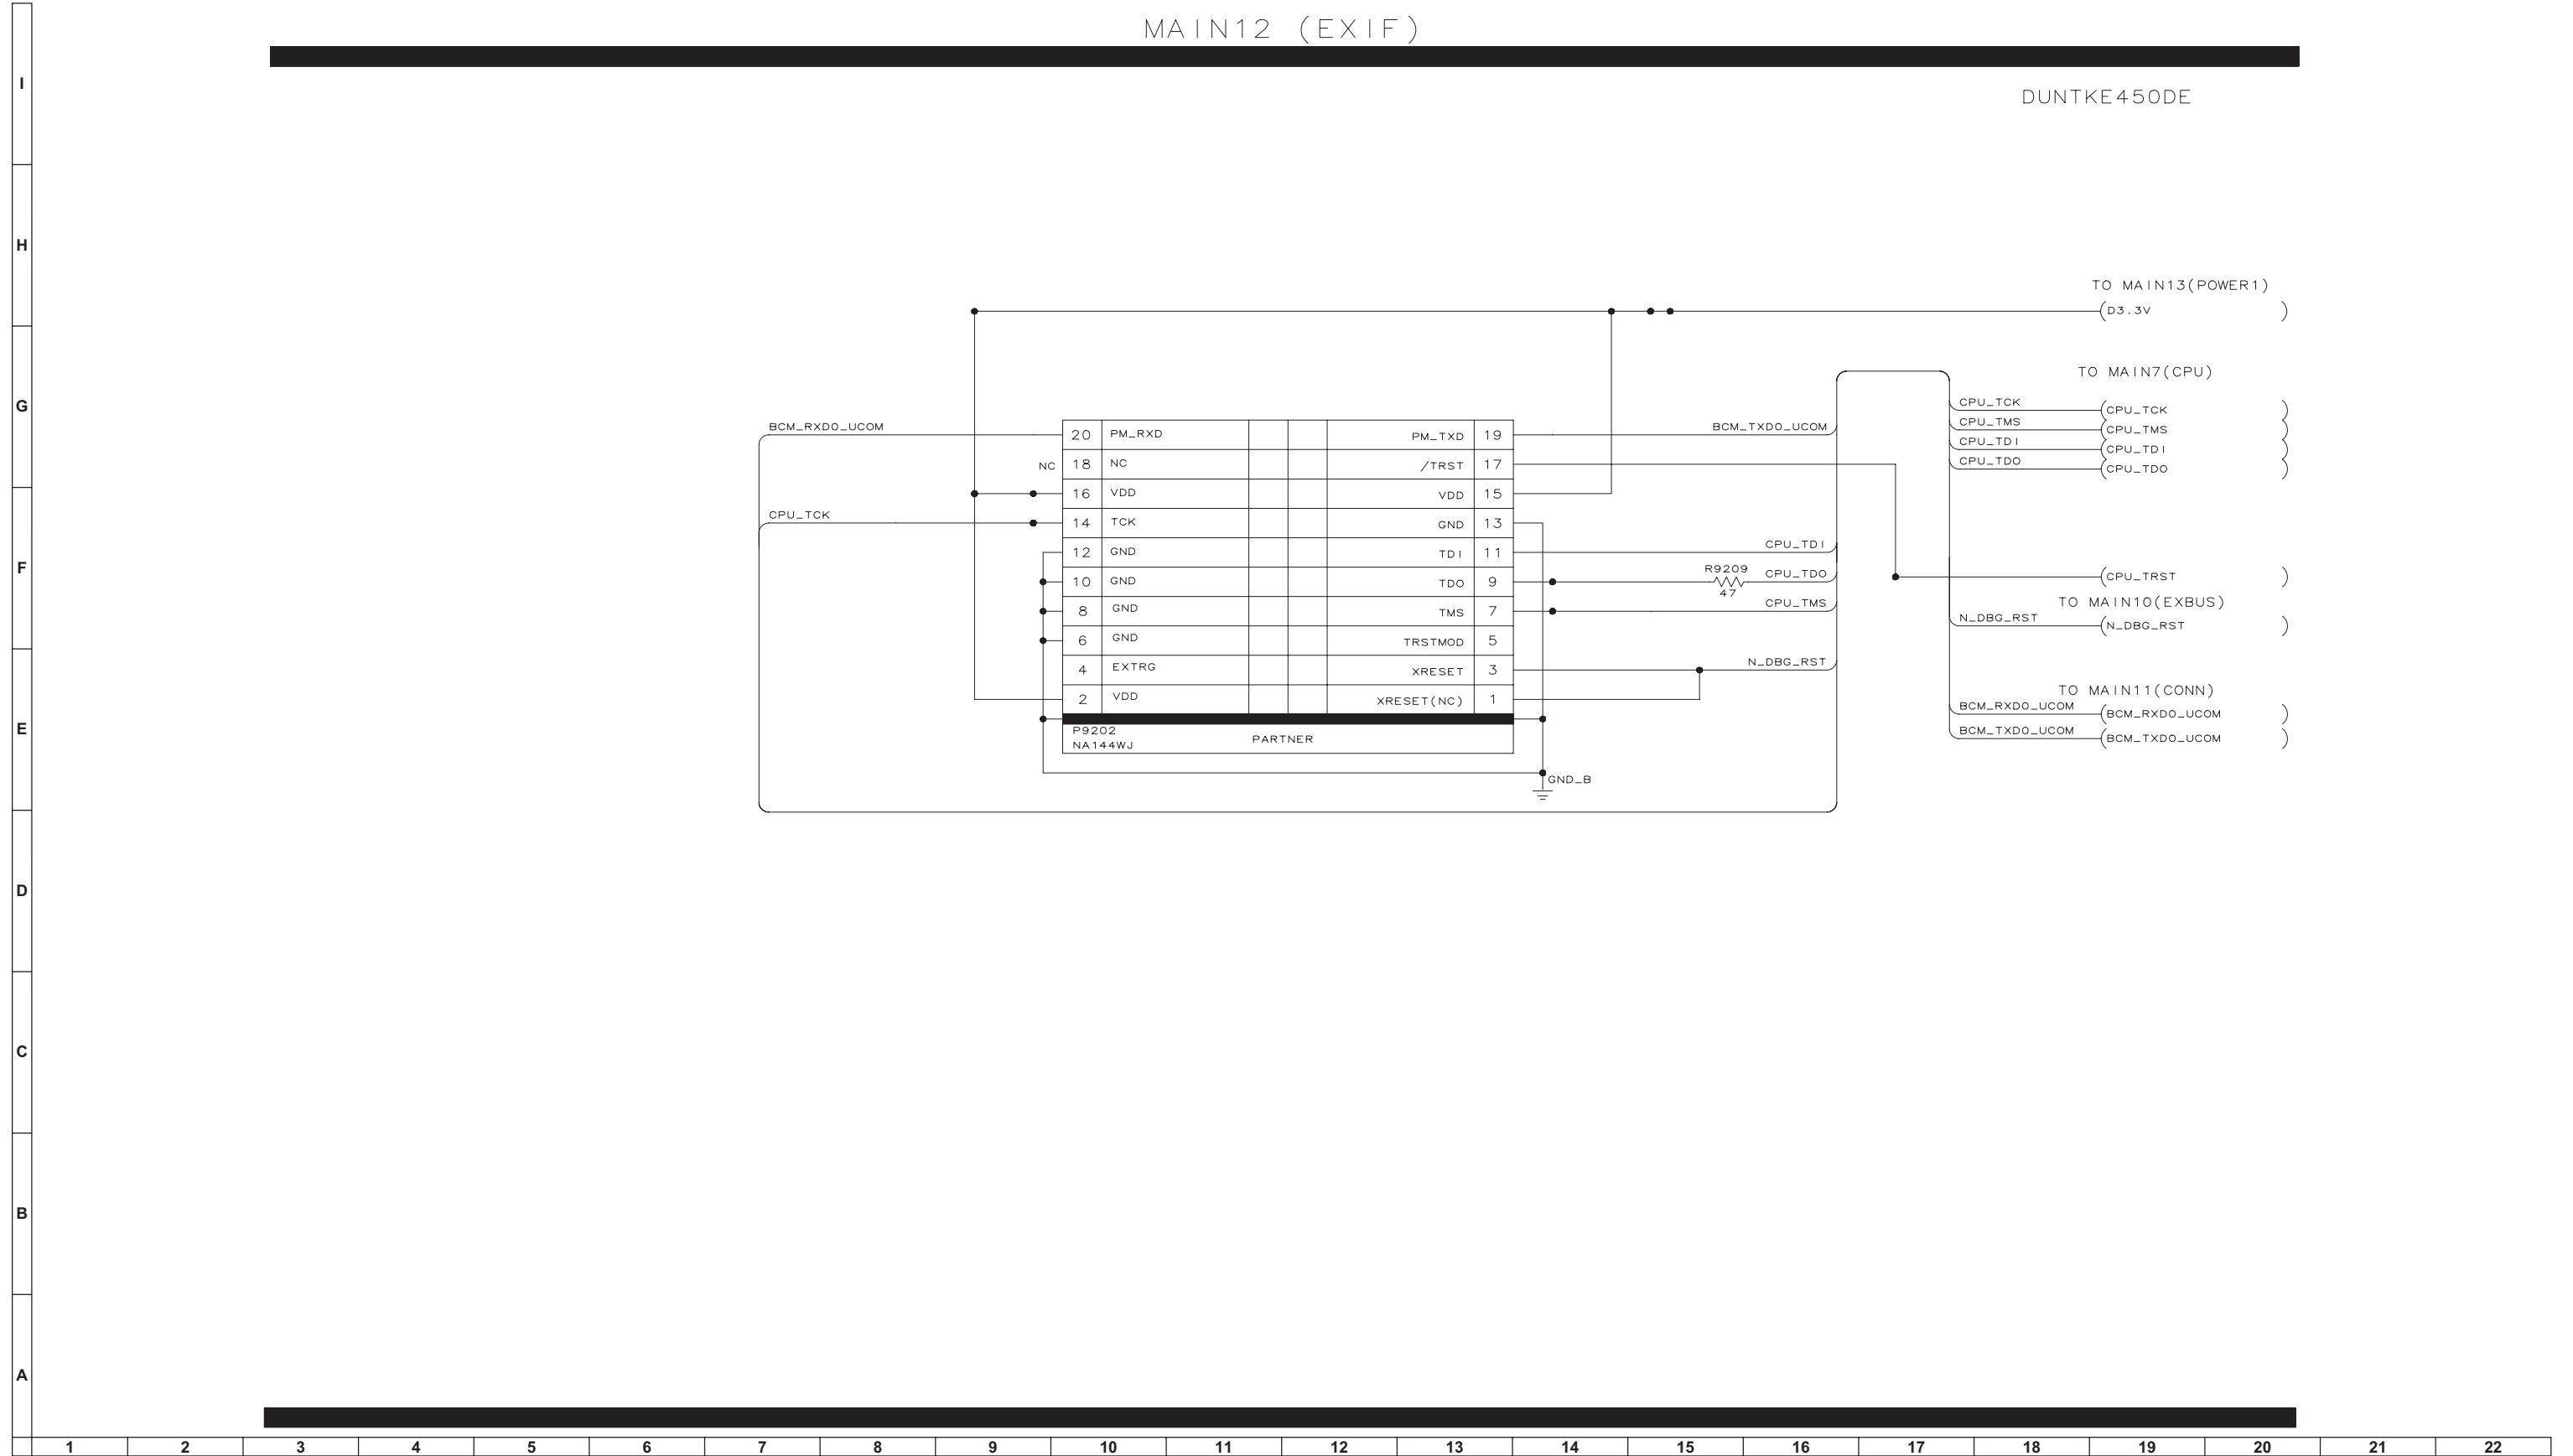 MAIN12 (EXIF)
DUNTKE450DE
I
H
G
F
E
D
C
B
A
TO MAIN13(POWER1)
D3.3V
TO MAIN7(CPU)
CPU_TCK CPU_TCK
CPU_TMS CPU_TMS
CPU_TDI CPU_TDI
CPU_TDO CPU_TDO
CPU_TRST
TO MAIN10(EXBUS)
N_DBG_RST N_DBG_RST
TO MAIN11(CONN)
BCM_RXD0_UCOM BCM_RXD0_UCOM
BCM_TXD0_UCOM BCM_TXD0_UCOM
BCM_RXD0_UCOM 20 PM_RXD PM_TXD 19 BCM_TXD0_UCOM
NC 18 NC /TRST 17
16 VDD VDD 15
CPU_TCK 14 TCK GND 13
12 GND TDI 11 CPU_TDI
10 GND TDO 9 R9209 47 CPU_TDO
8 GND TMS 7 CPU_TMS
6 GND TRSTMOD 5
4 EXTRG XRESET 3 N_DBG_RST
2 VDD XRESET(NC) 1
P9202
NA144WJ PARTNER
GND_B
1 2 3 4 5 6 7 8 9 10 11 12 13 14 15 16 17 18 19 20 21 22